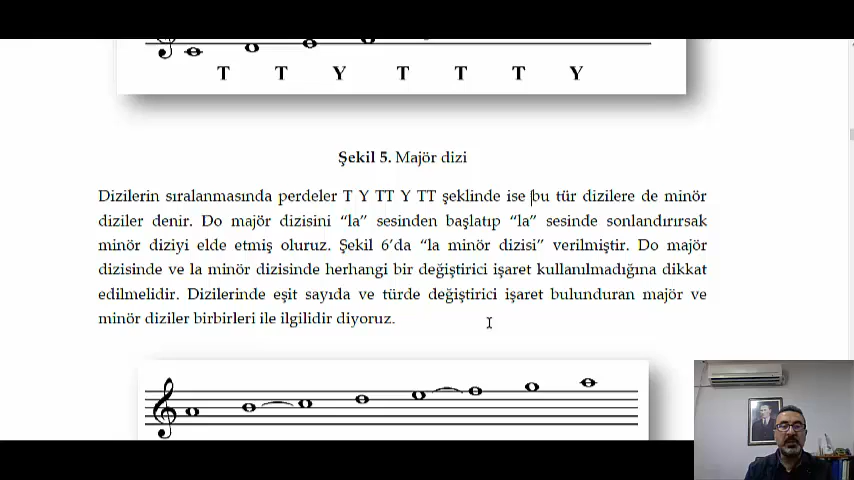 T T Y T T T Y
Şekil 5. Majör dizi
Dizilerin sıralanmasında perdeler T Y TT Y TT şeklinde ise bu tür dizilere de minör
diziler denir. Do majör dizisini “la” sesinden başlatıp “la” sesinde sonlandırırsak
minör diziyi elde etmiş oluruz. Şekil 6’da “la minör dizisi” verilmiştir. Do majör
dizisinde ve la minör dizisinde herhangi bir değiştirici işaret kullanılmadığına dikkat
edilmelidir. Dizilerinde eşit sayıda ve türde değiştirici işaret bulunduran majör ve
minör diziler birbirleri ile ilgilidir diyoruz.